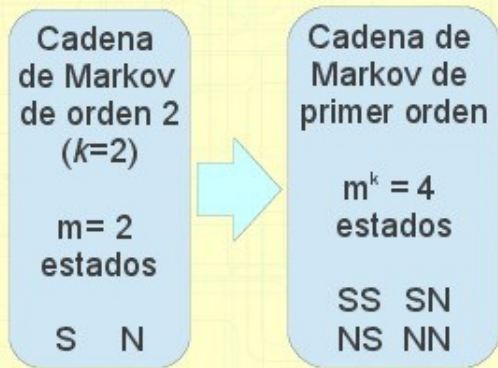 Cadena
de Markov
de orden 2
(k=2)
m= 2
estados
S N
Cadena de
Markov de
primer orden
mᵏ = 4
estados
SS SN
NS NN